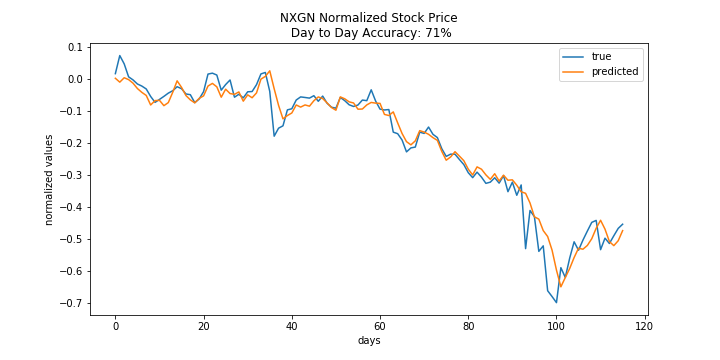 NXGN Normalized Stock Price
Day to Day Accuracy: 71%
true
predicted
normalized values
0.1
0.0
−0.1
−0.2
−0.3
−0.4
−0.5
−0.6
−0.7
0 20 40 60 80 100 120
days